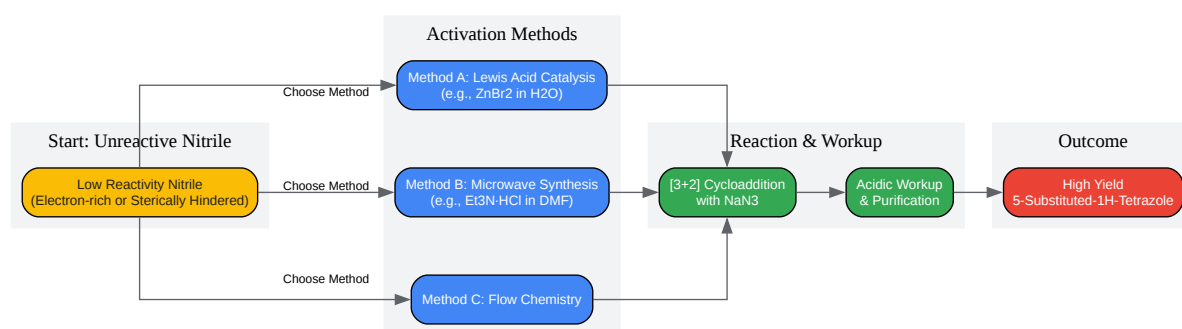 Activation Methods
Method A: Lewis Acid Catalysis
(e.g., ZnBr2 in H2O)
Choose Method
Start: Unreactive Nitrile
Reaction & Workup
Outcome
Low Reactivity Nitrile
(Electron-rich or Sterically Hindered)
Choose Method
Method B: Microwave Synthesis
(e.g., Et3N·HCl in DMF)
[3+2] Cycloaddition
with NaN3
Acidic Workup
& Purification
High Yield
5-Substituted-1H-Tetrazole
Choose Method
Method C: Flow Chemistry